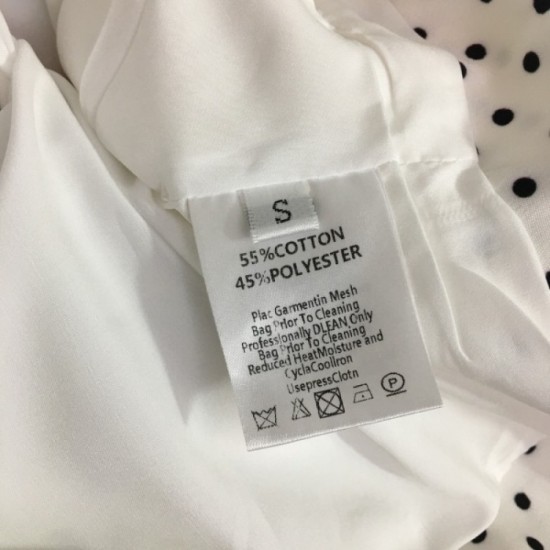 S
55%COTTON
45%POLYESTER
Plac Garmentin Mesh
Bag Prior To Cleaning
Professionally DLEAN Only
Bag Prior To Cleaning
Reduced HeatMoisture and
CyclaCoolIron
UsepressClotn
P